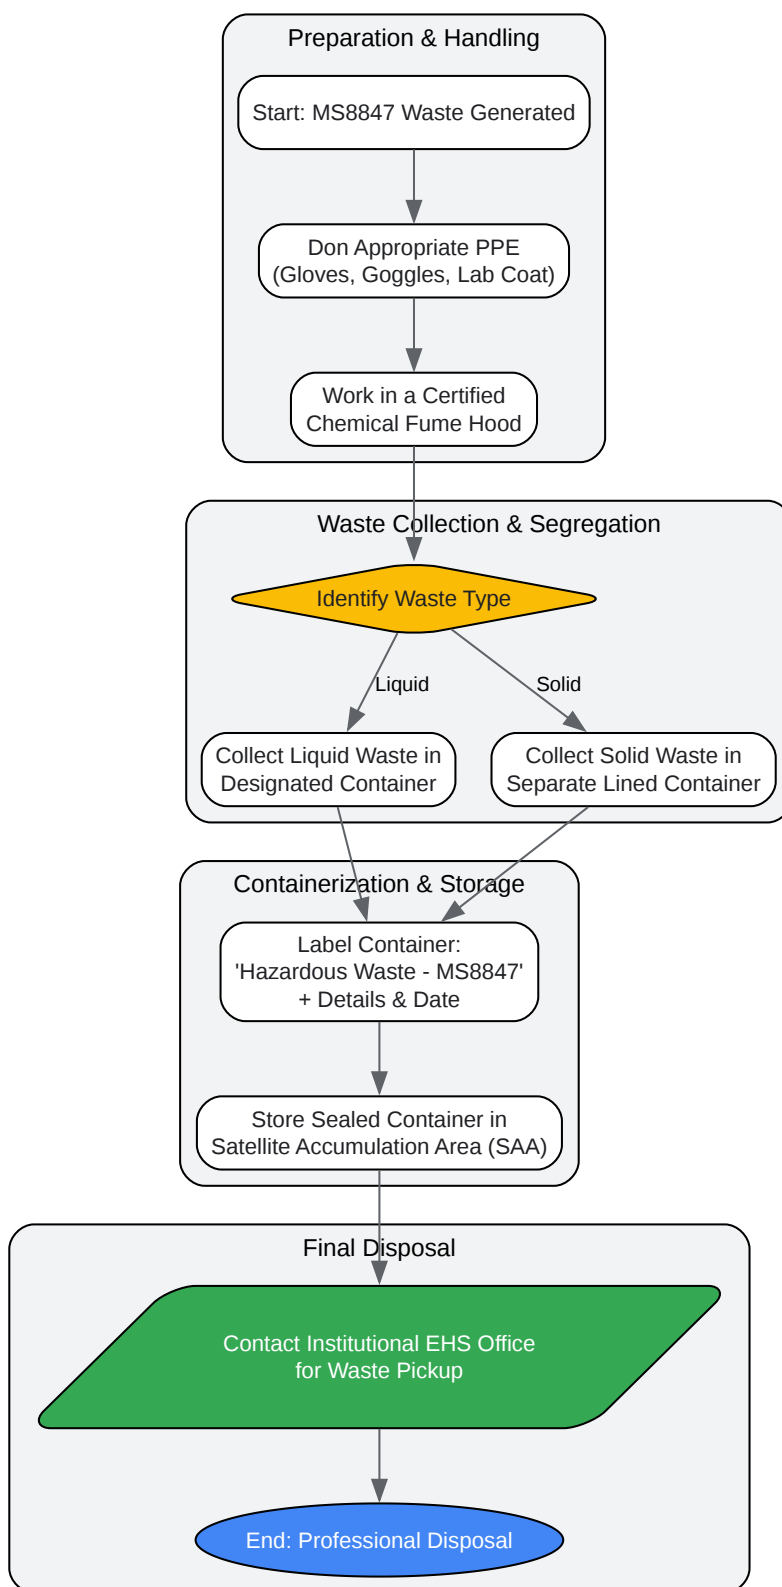 Preparation & Handling
Start: MS8847 Waste Generated
Don Appropriate PPE
(Gloves, Goggles, Lab Coat)
Work in a Certified
Chemical Fume Hood
Waste Collection & Segregation
Identify Waste Type
Liquid
Solid
Collect Liquid Waste in
Designated Container
Collect Solid Waste in
Separate Lined Container
Containerization & Storage
Label Container:
'Hazardous Waste - MS8847'
+ Details & Date
Store Sealed Container in
Satellite Accumulation Area (SAA)
Final Disposal
Contact Institutional EHS Office
for Waste Pickup
End: Professional Disposal